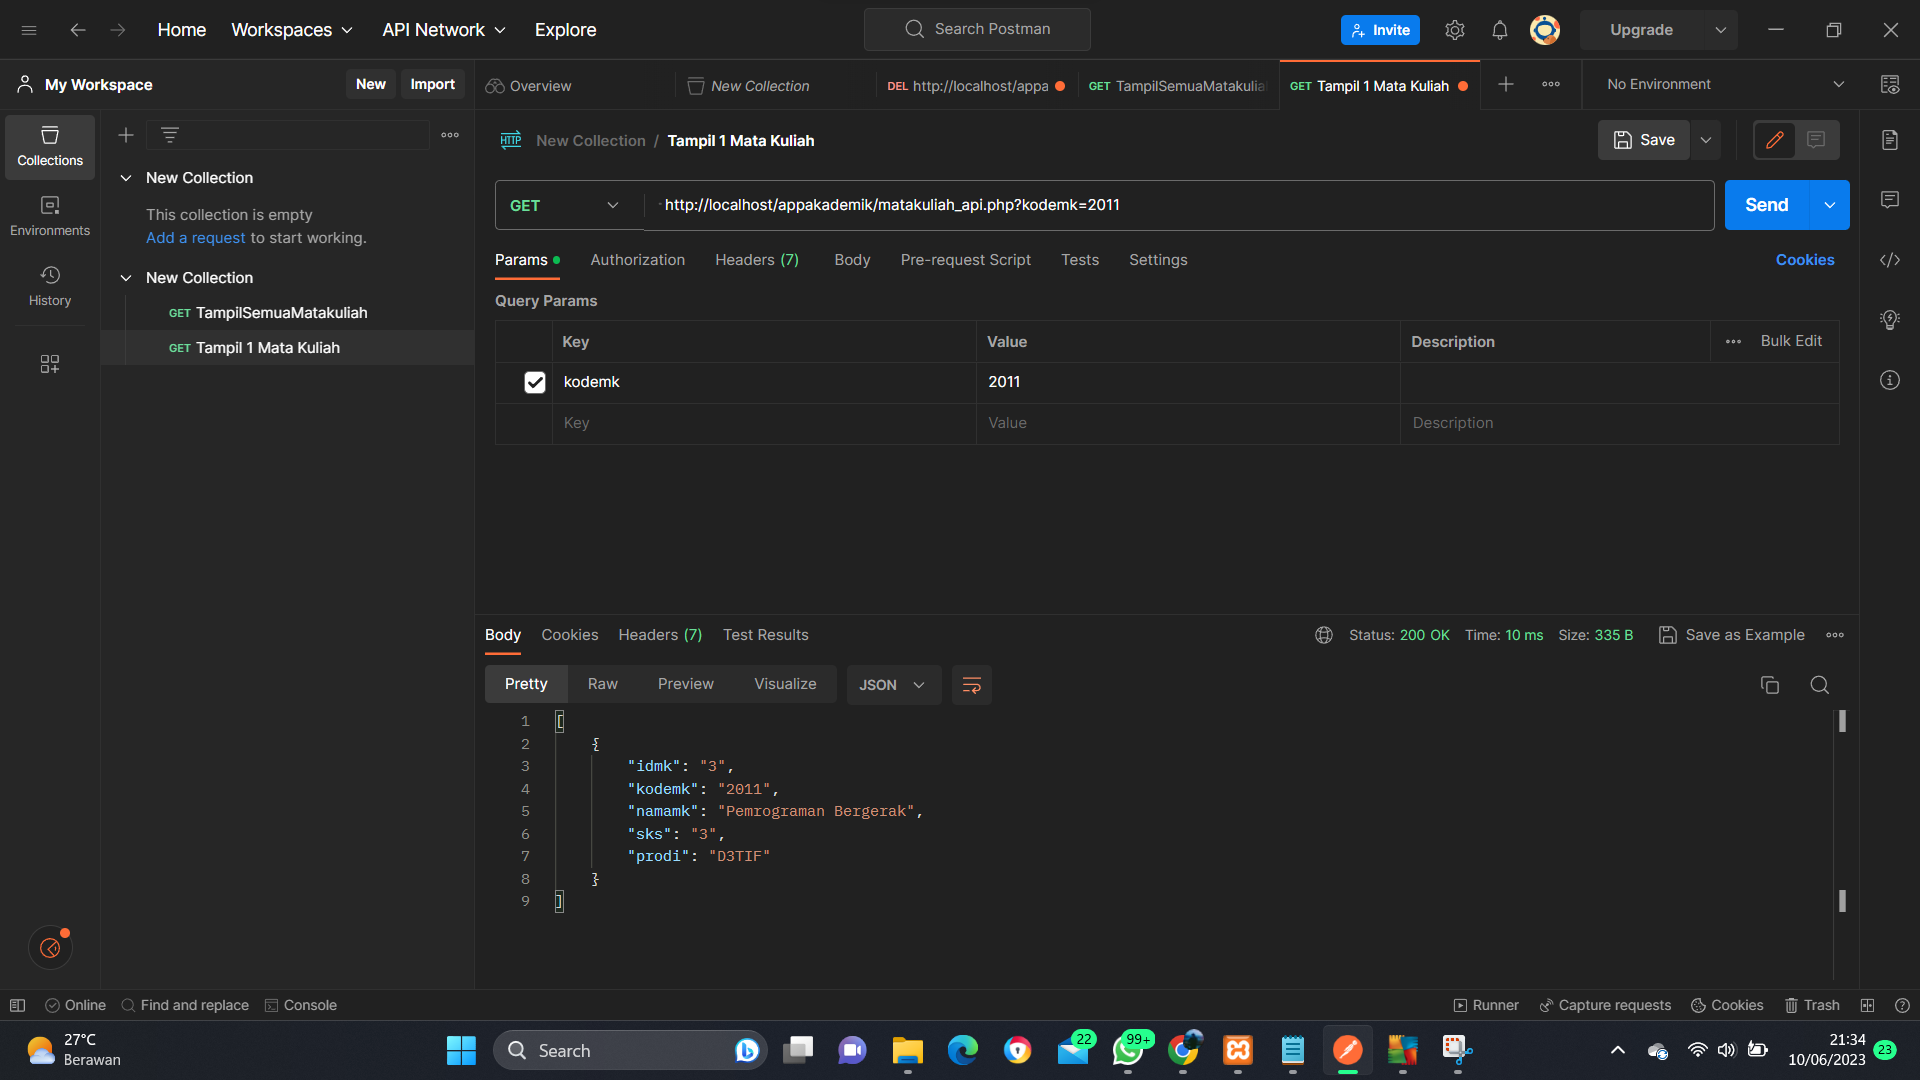 Home
Workspaces
API Network
Explore
Search Postman
Invite
Upgrade
My Workspace
New
Import
Overview
New Collection
DEL http://localhost/appa
GET TampilSemuaMatakulia
GET Tampil 1 Mata Kuliah
No Environment
Collections
Environments
History
New Collection
This collection is empty
Add a request to start working.
New Collection
GET TampilSemuaMatakuliah
GET Tampil 1 Mata Kuliah
HTTP New Collection / Tampil 1 Mata Kuliah
Save
GET
http://localhost/appakademik/matakuliah_api.php?kodemk=2011
Send
Params
Authorization
Headers (7)
Body
Pre-request Script
Tests
Settings
Cookies
Query Params
Key Value Description Bulk Edit
kodemk 2011
Key Value Description
Body
Cookies
Headers (7)
Test Results
Status: 200 OK Time: 10 ms Size: 335 B
Save as Example
Pretty
Raw
Preview
Visualize
JSON
1 [
2 {
3 "idmk": "3",
4 "kodemk": "2011",
5 "namamk": "Pemrograman Bergerak",
6 "sks": "3",
7 "prodi": "D3TIF"
8 }
9 ]
Online
Find and replace
Console
Runner
Capture requests
Cookies
Trash
27°C
Berawan
Search
22
99+
21:34
10/06/2023
23